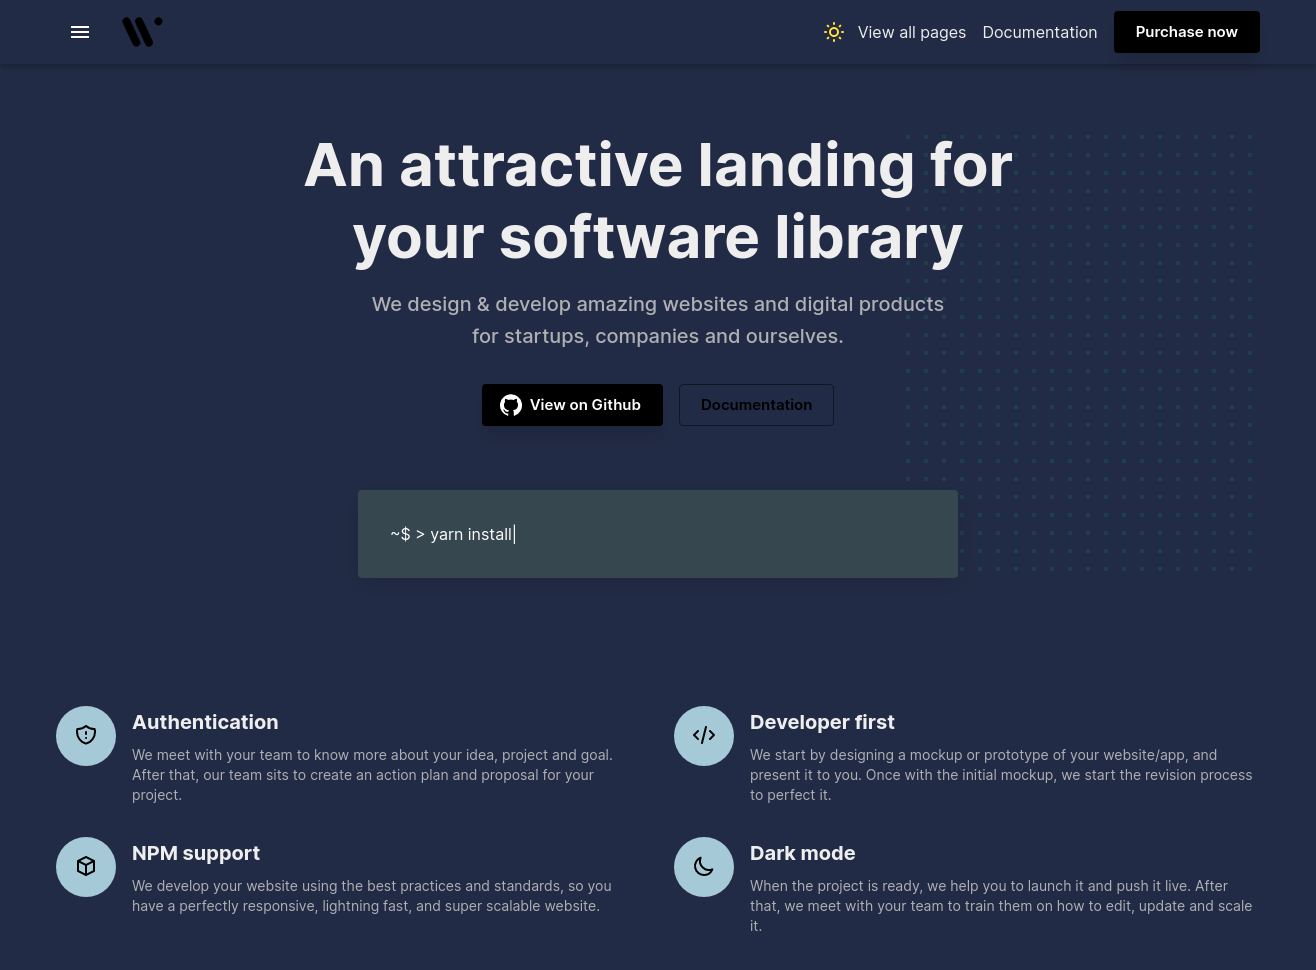 View all pages
Documentation
Purchase now
An attractive landing for
your software library
We design & develop amazing websites and digital products
for startups, companies and ourselves.
View on Github
Documentation
~$ > yarn install|
Authentication
We meet with your team to know more about your idea, project and goal.
After that, our team sits to create an action plan and proposal for your
project.
Developer first
We start by designing a mockup or prototype of your website/app, and
present it to you. Once with the initial mockup, we start the revision process
to perfect it.
NPM support
We develop your website using the best practices and standards, so you
have a perfectly responsive, lightning fast, and super scalable website.
Dark mode
When the project is ready, we help you to launch it and push it live. After
that, we meet with your team to train them on how to edit, update and scale
it.